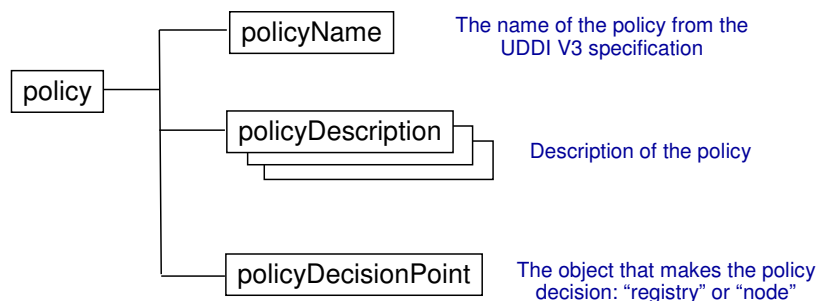 policyName
The name of the policy from the
UDDI V3 specification
policy
policyDescription
Description of the policy
policyDecisionPoint
The object that makes the policy
decision: “registry” or “node”